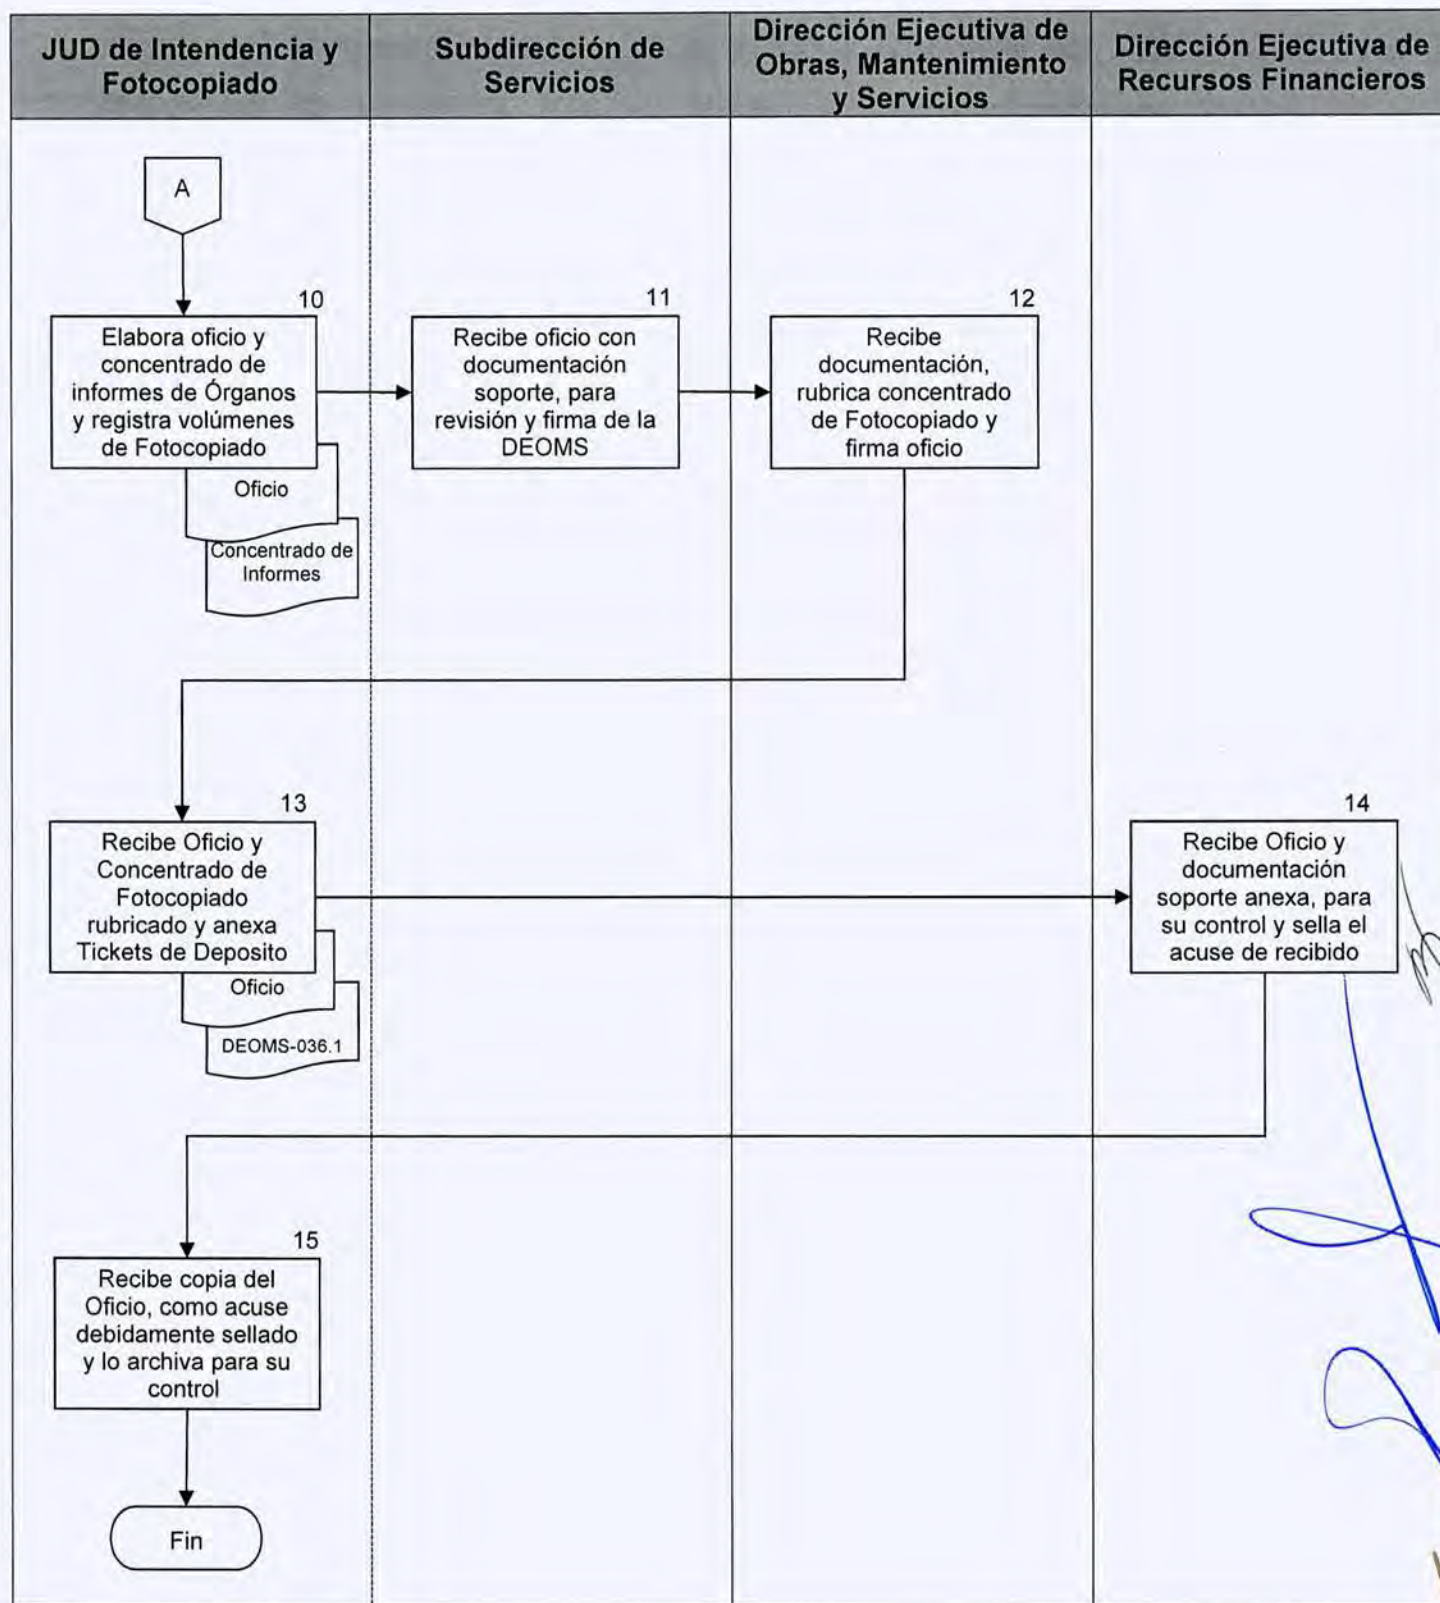 JUD de Intendencia y
Fotocopiado
Subdirección de
Servicios
Dirección Ejecutiva de
Obras, Mantenimiento
y Servicios
Dirección Ejecutiva de
Recursos Financieros
A
10
Elabora oficio y
concentrado de
informes de Órganos
y registra volúmenes
de Fotocopiado
Oficio
Concentrado de
Informes
11
Recibe oficio con
documentación
soporte, para
revisión y firma de la
DEOMS
12
Recibe
documentación,
rubrica concentrado
de Fotocopiado y
firma oficio
13
Recibe Oficio y
Concentrado de
Fotocopiado
rubricado y anexa
Tickets de Deposito
Oficio
DEOMS-036.1
14
Recibe Oficio y
documentación
soporte anexa, para
su control y sella el
acuse de recibido
15
Recibe copia del
Oficio, como acuse
debidamente sellado
y lo archiva para su
control
Fin